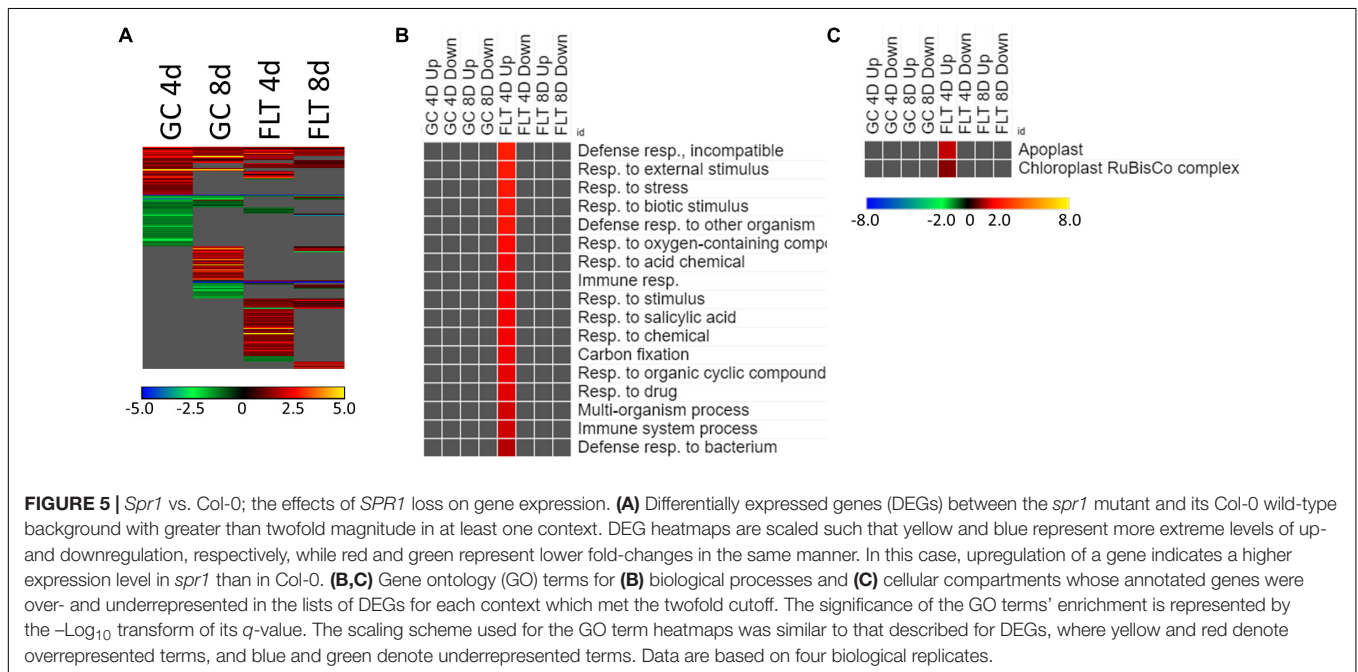 A
GC 4d
GC 8d
FLT 4d
FLT 8d
-5.0 -2.5 0 2.5 5.0
B
GC 4D Up
GC 4D Down
GC 8D Up
GC 8D Down
FLT 4D Up
FLT 4D Down
FLT 8D Up
FLT 8D Down
id
Defense resp., incompatible
Resp. to external stimulus
Resp. to stress
Resp. to biotic stimulus
Defense resp. to other organism
Resp. to oxygen-containing compo
Resp. to acid chemical
Immune resp.
Resp. to stimulus
Resp. to salicylic acid
Resp. to chemical
Carbon fixation
Resp. to organic cyclic compound
Resp. to drug
Multi-organism process
Immune system process
Defense resp. to bacterium
C
GC 4D Up
GC 4D Down
GC 8D Up
GC 8D Down
FLT 4D Up
FLT 4D Down
FLT 8D Up
FLT 8D Down
id
Apoplast
Chloroplast RuBisCo complex
-8.0 -2.0 0 2.0 8.0
FIGURE 5 | Spr1 vs. Col-0; the effects of SPR1 loss on gene expression. (A) Differentially expressed genes (DEGs) between the spr1 mutant and its Col-0 wild-type
background with greater than twofold magnitude in at least one context. DEG heatmaps are scaled such that yellow and blue represent more extreme levels of up-
and downregulation, respectively, while red and green represent lower fold-changes in the same manner. In this case, upregulation of a gene indicates a higher
expression level in spr1 than in Col-0. (B,C) Gene ontology (GO) terms for (B) biological processes and (C) cellular compartments whose annotated genes were
over- and underrepresented in the lists of DEGs for each context which met the twofold cutoff. The significance of the GO terms' enrichment is represented by
the –Log10 transform of its q-value. The scaling scheme used for the GO term heatmaps was similar to that described for DEGs, where yellow and red denote
overrepresented terms, and blue and green denote underrepresented terms. Data are based on four biological replicates.